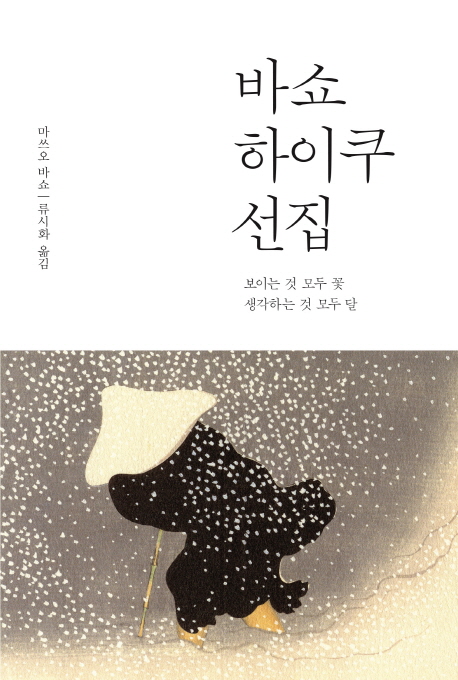 바쇼
하이쿠
선집
보이는 것 모두 꽃
생각하는 것 모두 달
마쓰오 바쇼 | 류시화 옮김